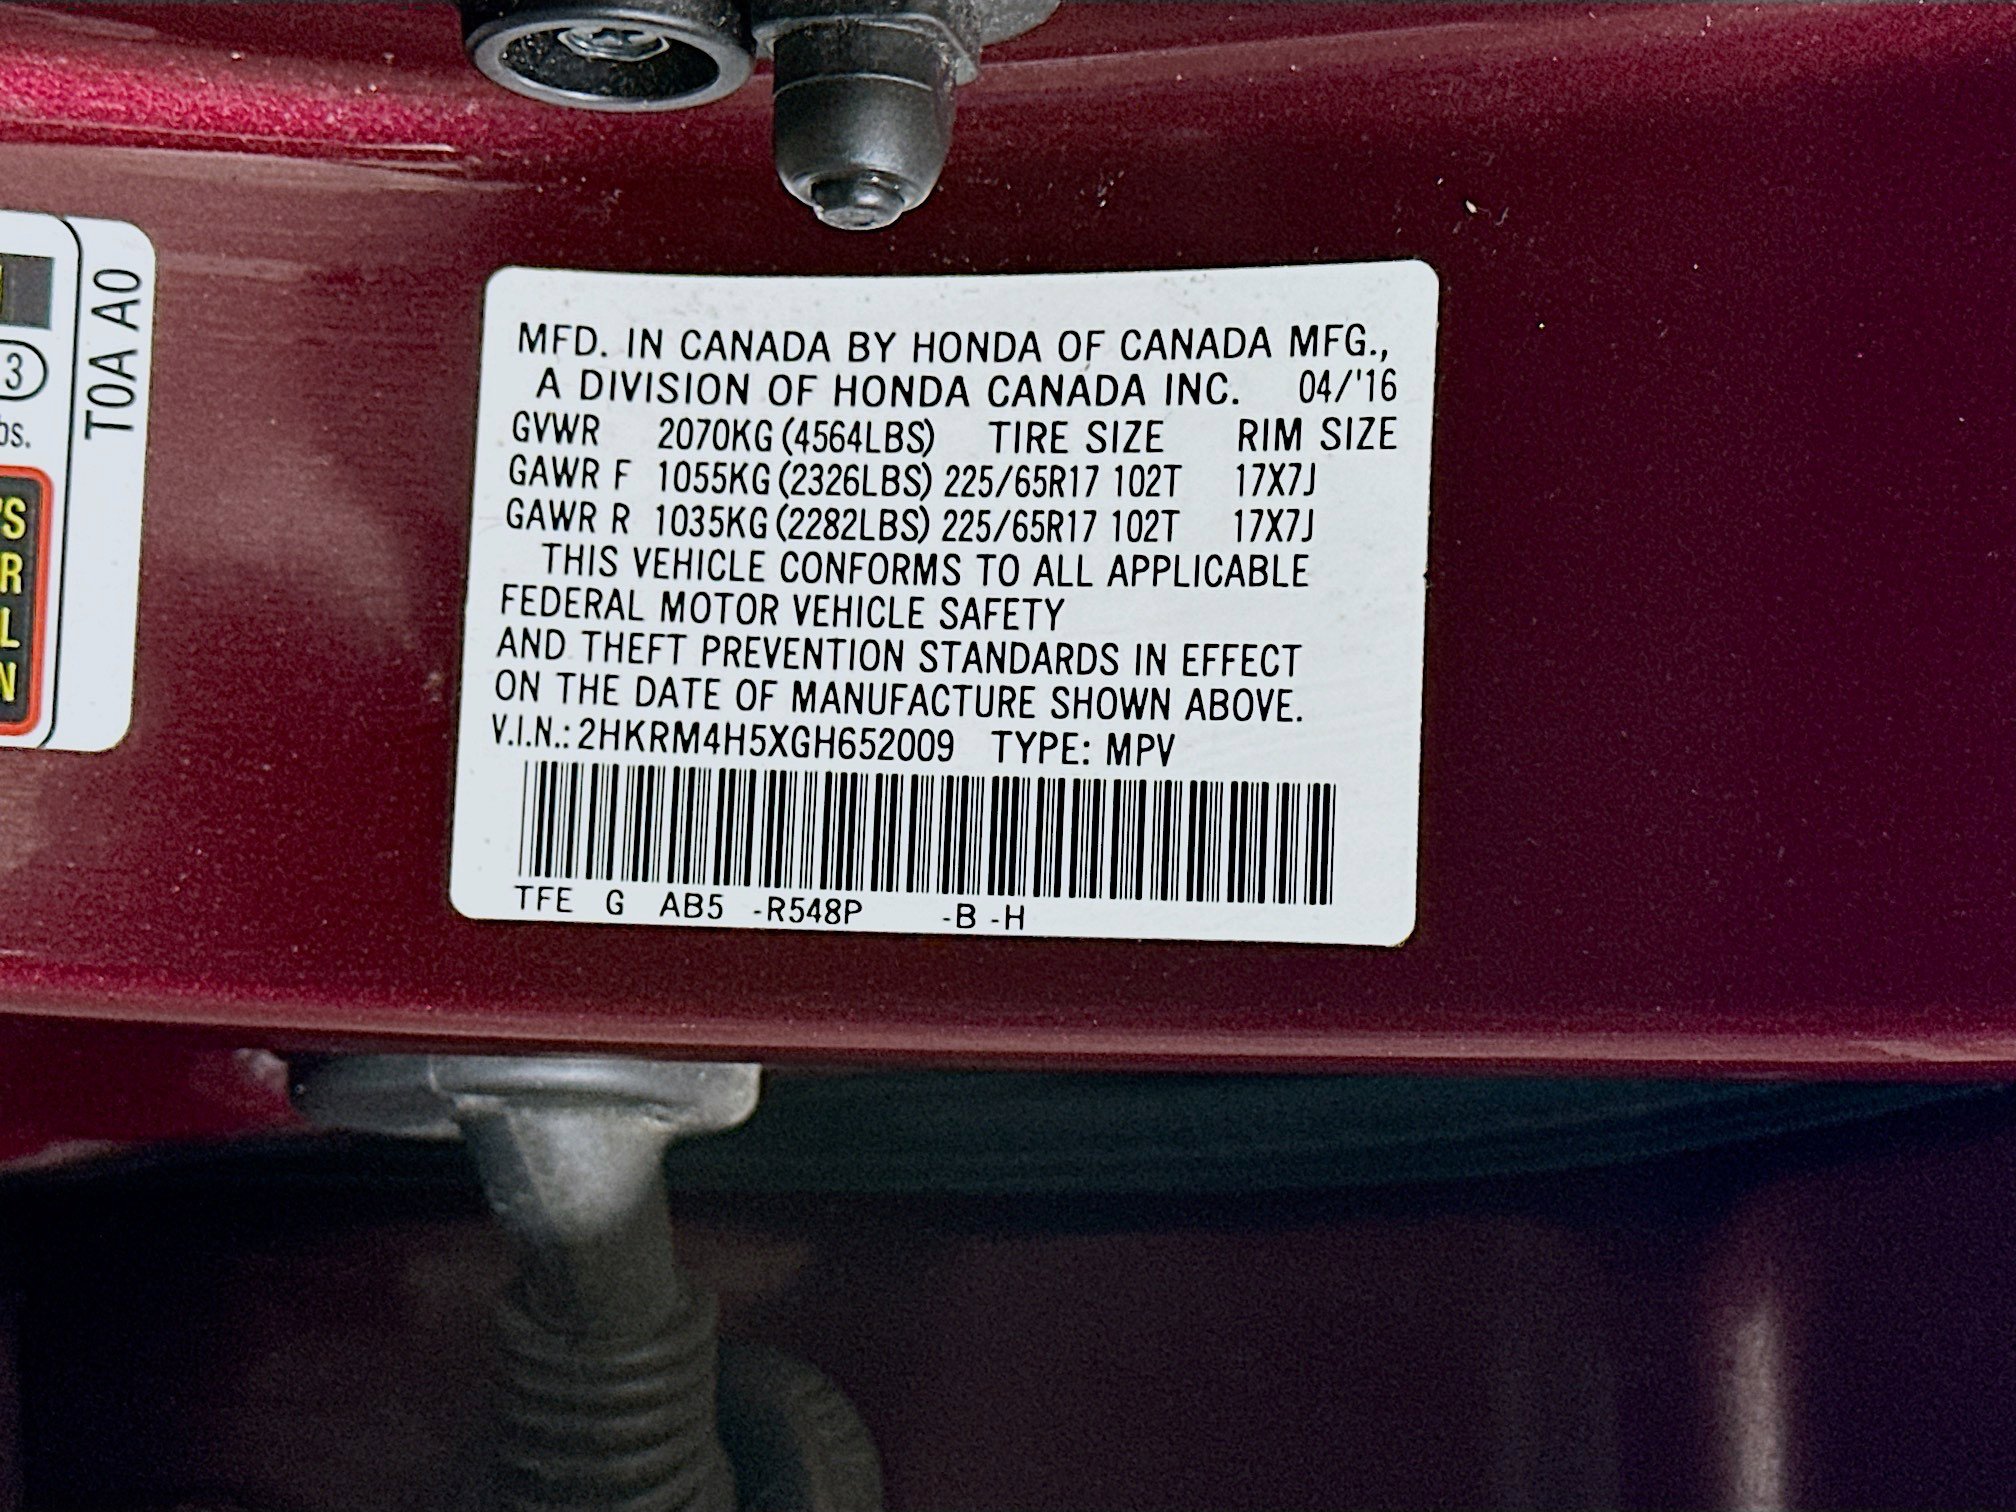 MFD. IN CANADA BY HONDA OF CANADA MFG.,
A DIVISION OF HONDA CANADA INC. 04/'16
GVWR 2070KG (4564LBS) TIRE SIZE RIM SIZE
GAWR F 1055KG (2326LBS) 225/65R17 102T 17X7J
GAWR R 1035KG (2282LBS) 225/65R17 102T 17X7J
THIS VEHICLE CONFORMS TO ALL APPLICABLE
FEDERAL MOTOR VEHICLE SAFETY
AND THEFT PREVENTION STANDARDS IN EFFECT
ON THE DATE OF MANUFACTURE SHOWN ABOVE.
V.I.N.: 2HKRM4H5XGH652009 TYPE: MPV
TFE G AB5 -R548P -B -H
T0A A0
3